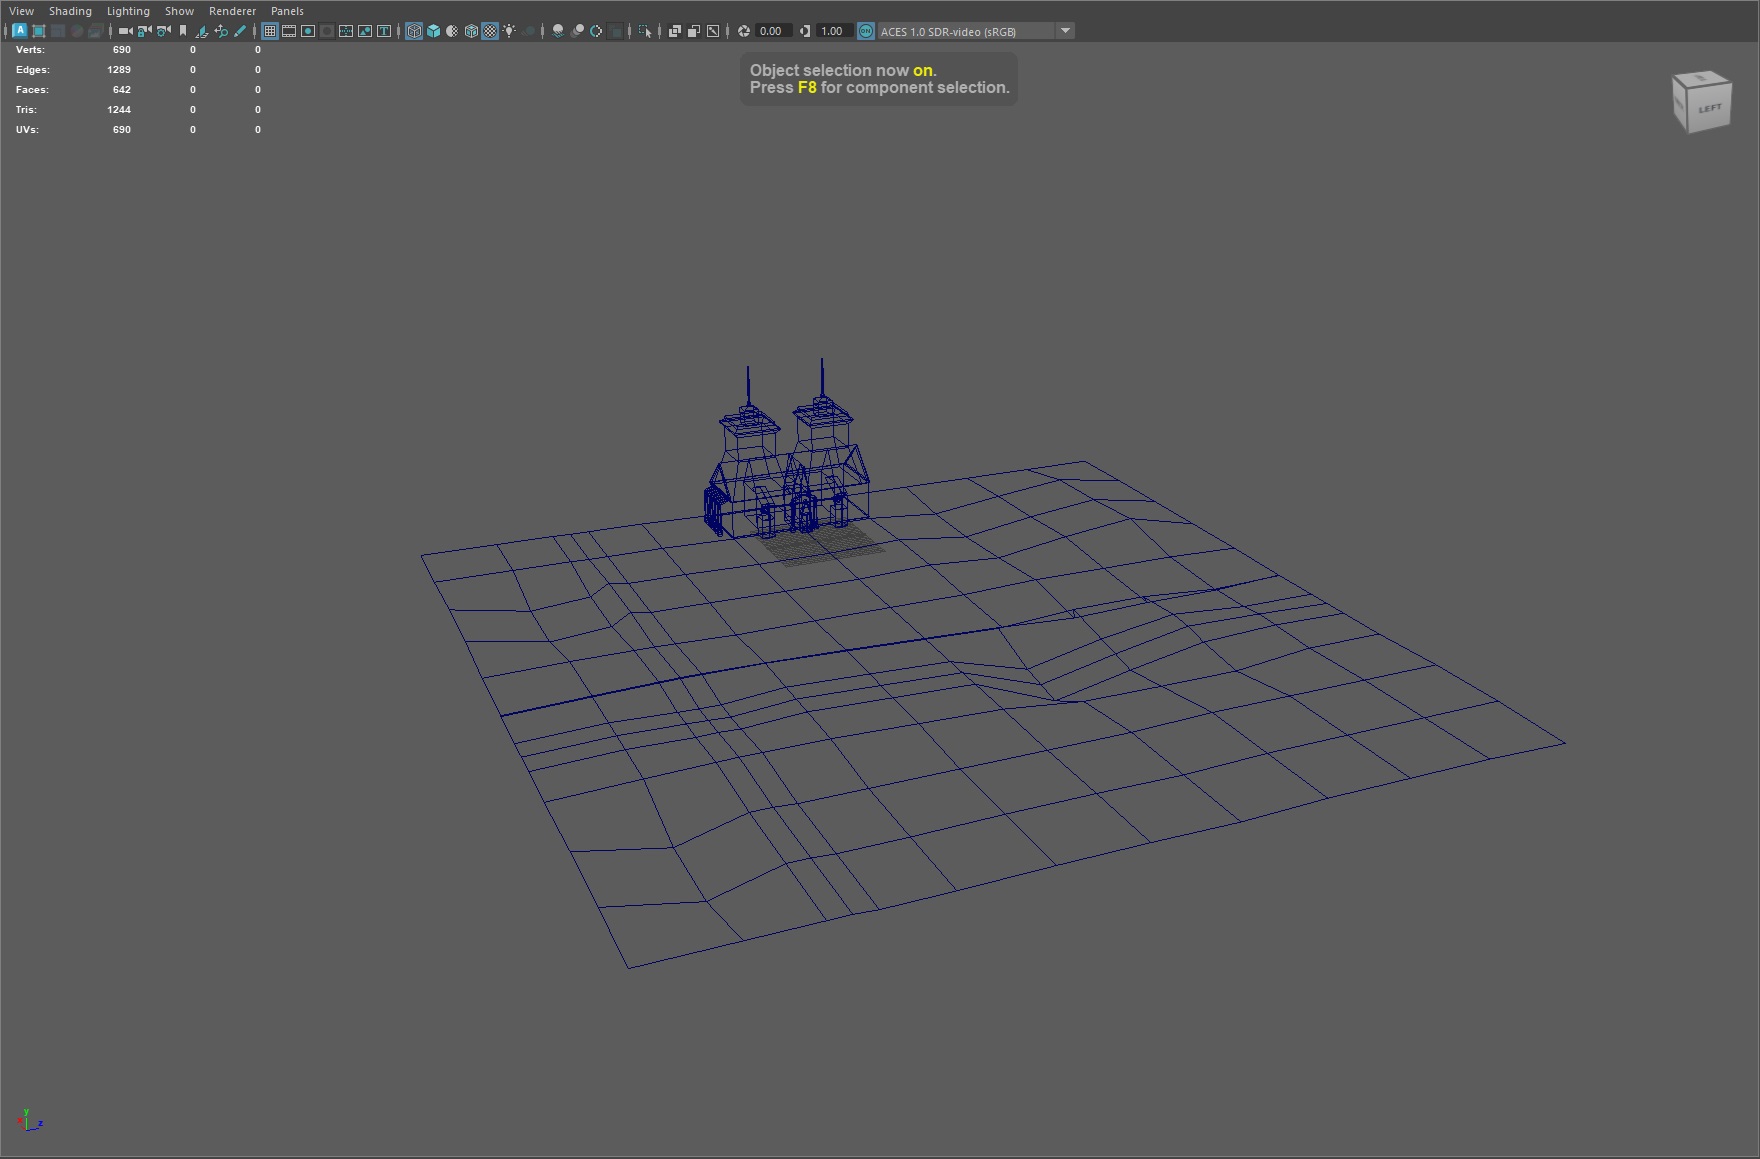 View Shading Lighting Show Renderer Panels
A T 0.00 1.00 ON ACES 1.0 SDR-video (sRGB)
Verts: 690 0 0
Edges: 1289 0 0
Faces: 642 0 0
Tris: 1244 0 0
UVs: 690 0 0
Object selection now on.
Press F8 for component selection.
LEFT
y
z